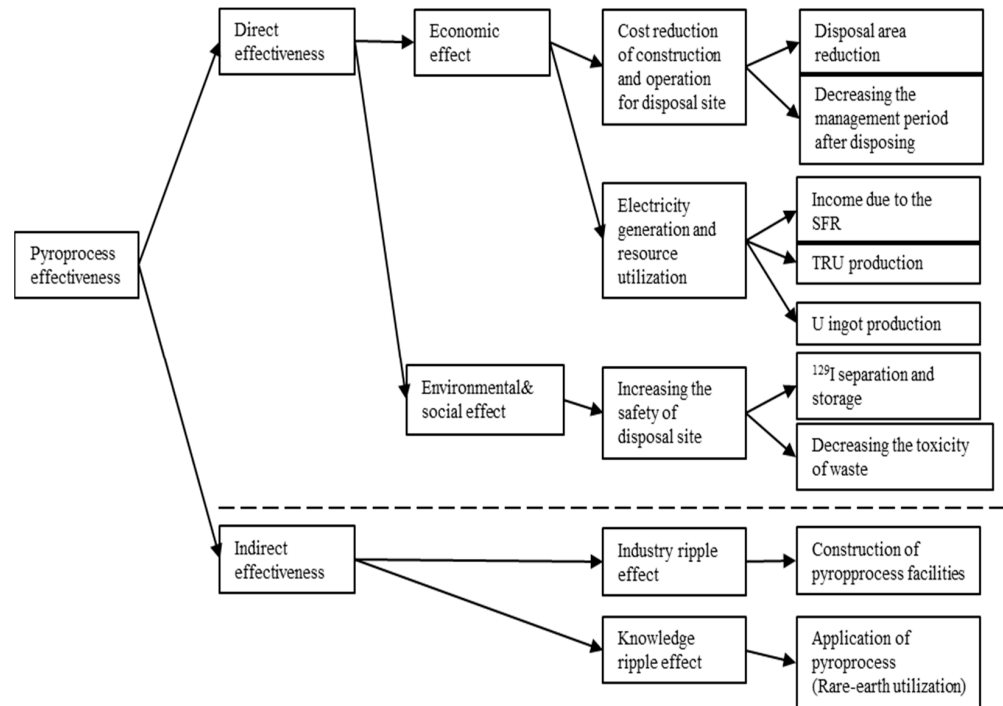 Pyroprocess
effectiveness
Direct
effectiveness
Economic
effect
Cost reduction
of construction
and operation
for disposal site
Disposal area
reduction
Decreasing the
management period
after disposing
Electricity
generation and
resource
utilization
Income due to the
SFR
TRU production
U ingot production
Environmental&
social effect
Increasing the
safety of
disposal site
¹²⁹I separation and
storage
Decreasing the toxicity
of waste
Indirect
effectiveness
Industry ripple
effect
Construction of
pyropprocess facilities
Knowledge
ripple effect
Application of
pyroprocess
(Rare-earth utilization)